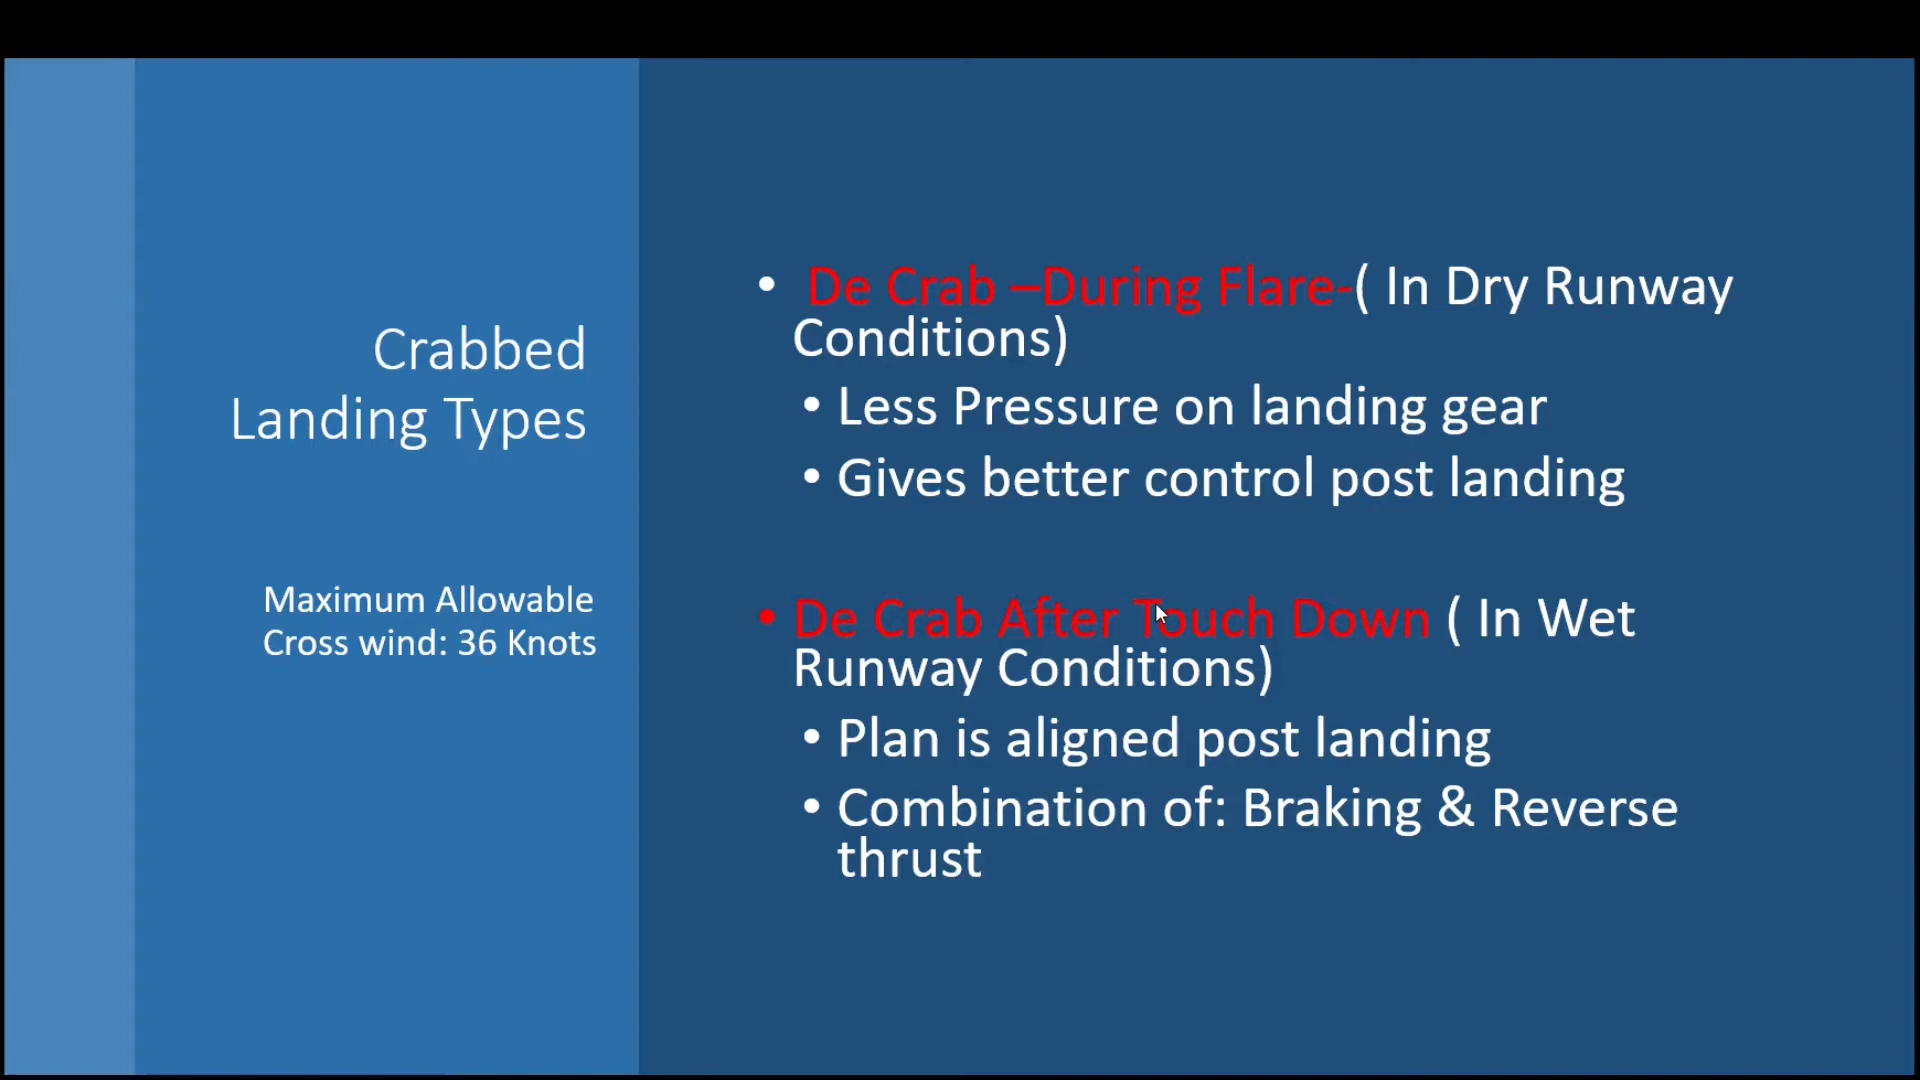 Crabbed
Landing Types
Maximum Allowable
Cross wind: 36 Knots
• De Crab –During Flare-( In Dry Runway
Conditions)
• Less Pressure on landing gear
• Gives better control post landing
• De Crab After Touch Down ( In Wet
Runway Conditions)
• Plan is aligned post landing
• Combination of: Braking & Reverse
thrust